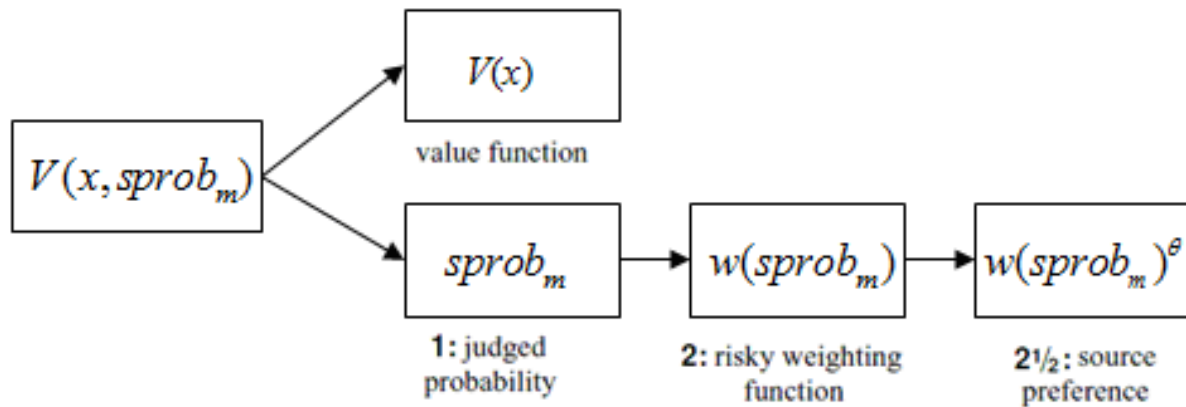 V(x)
value function
V(x, sprob_m)
sprob_m
w(sprob_m)
w(sprob_m)^θ
1: judged
probability
2: risky weighting
function
2½: source
preference